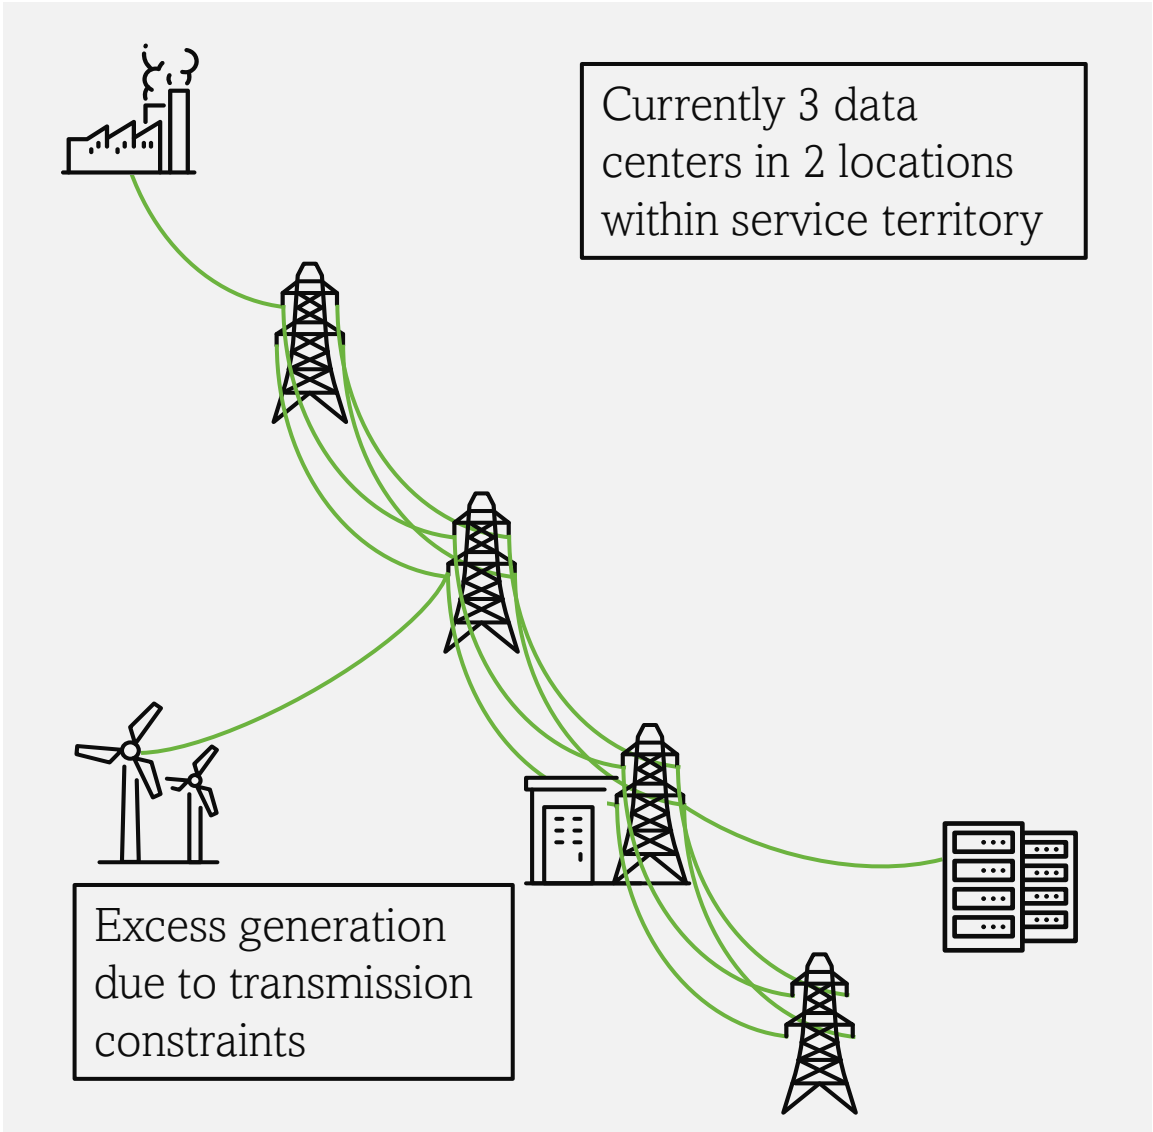 Currently 3 data
centers in 2 locations
within service territory
Excess generation
due to transmission
constraints